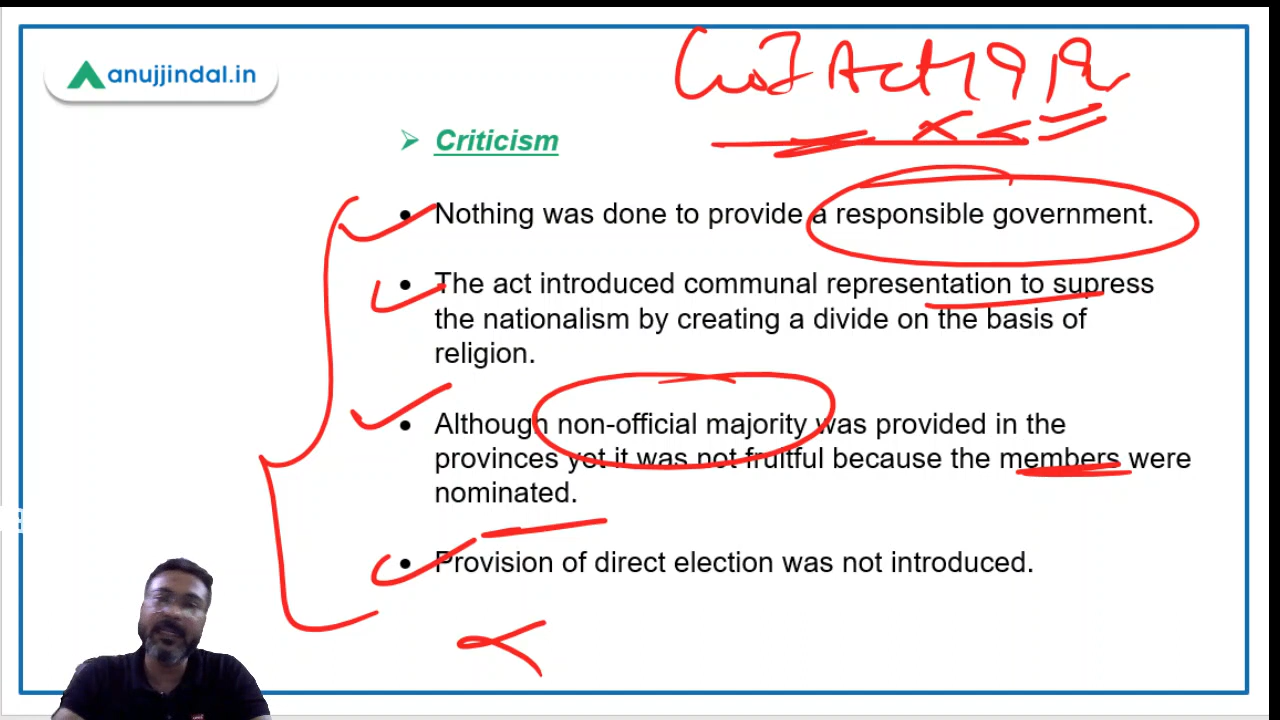 anujjindal.in
GoI Act 1919
Criticism
Nothing was done to provide a responsible government.
The act introduced communal representation to supress
the nationalism by creating a divide on the basis of
religion.
Although non-official majority was provided in the
provinces yet it was not fruitful because the members were
nominated.
Provision of direct election was not introduced.